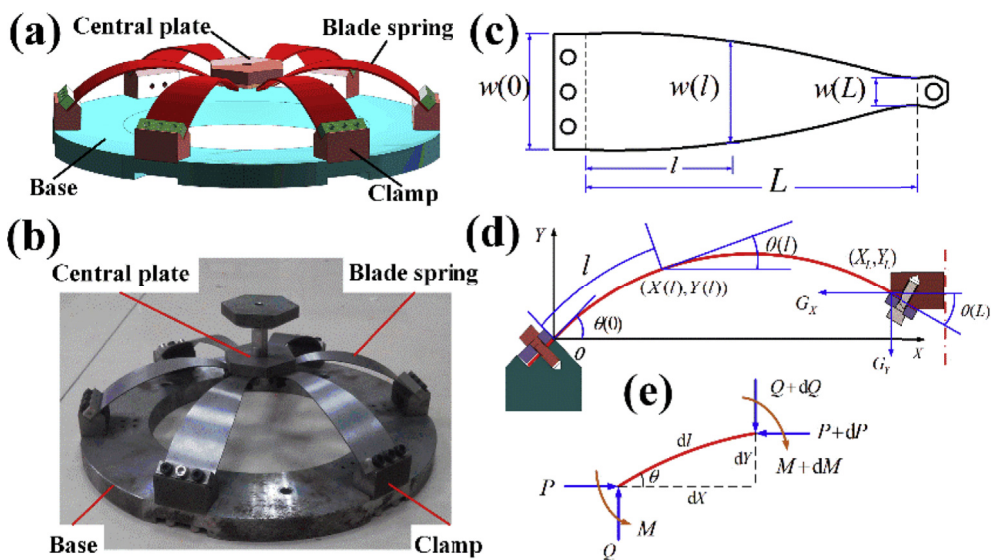 (a)
Central plate
Blade spring
Base
Clamp
(b)
Central plate
Blade spring
Base
Clamp
(c)
w(0)
w(l)
w(L)
l
L
(d)
Y
l
θ(l)
(X(l),Y(l))
(X_L,Y_L)
θ(0)
O
G_X
G_Y
θ(L)
X
(e)
Q+dQ
P+dP
M+dM
dl
dY
θ
dX
P
M
Q